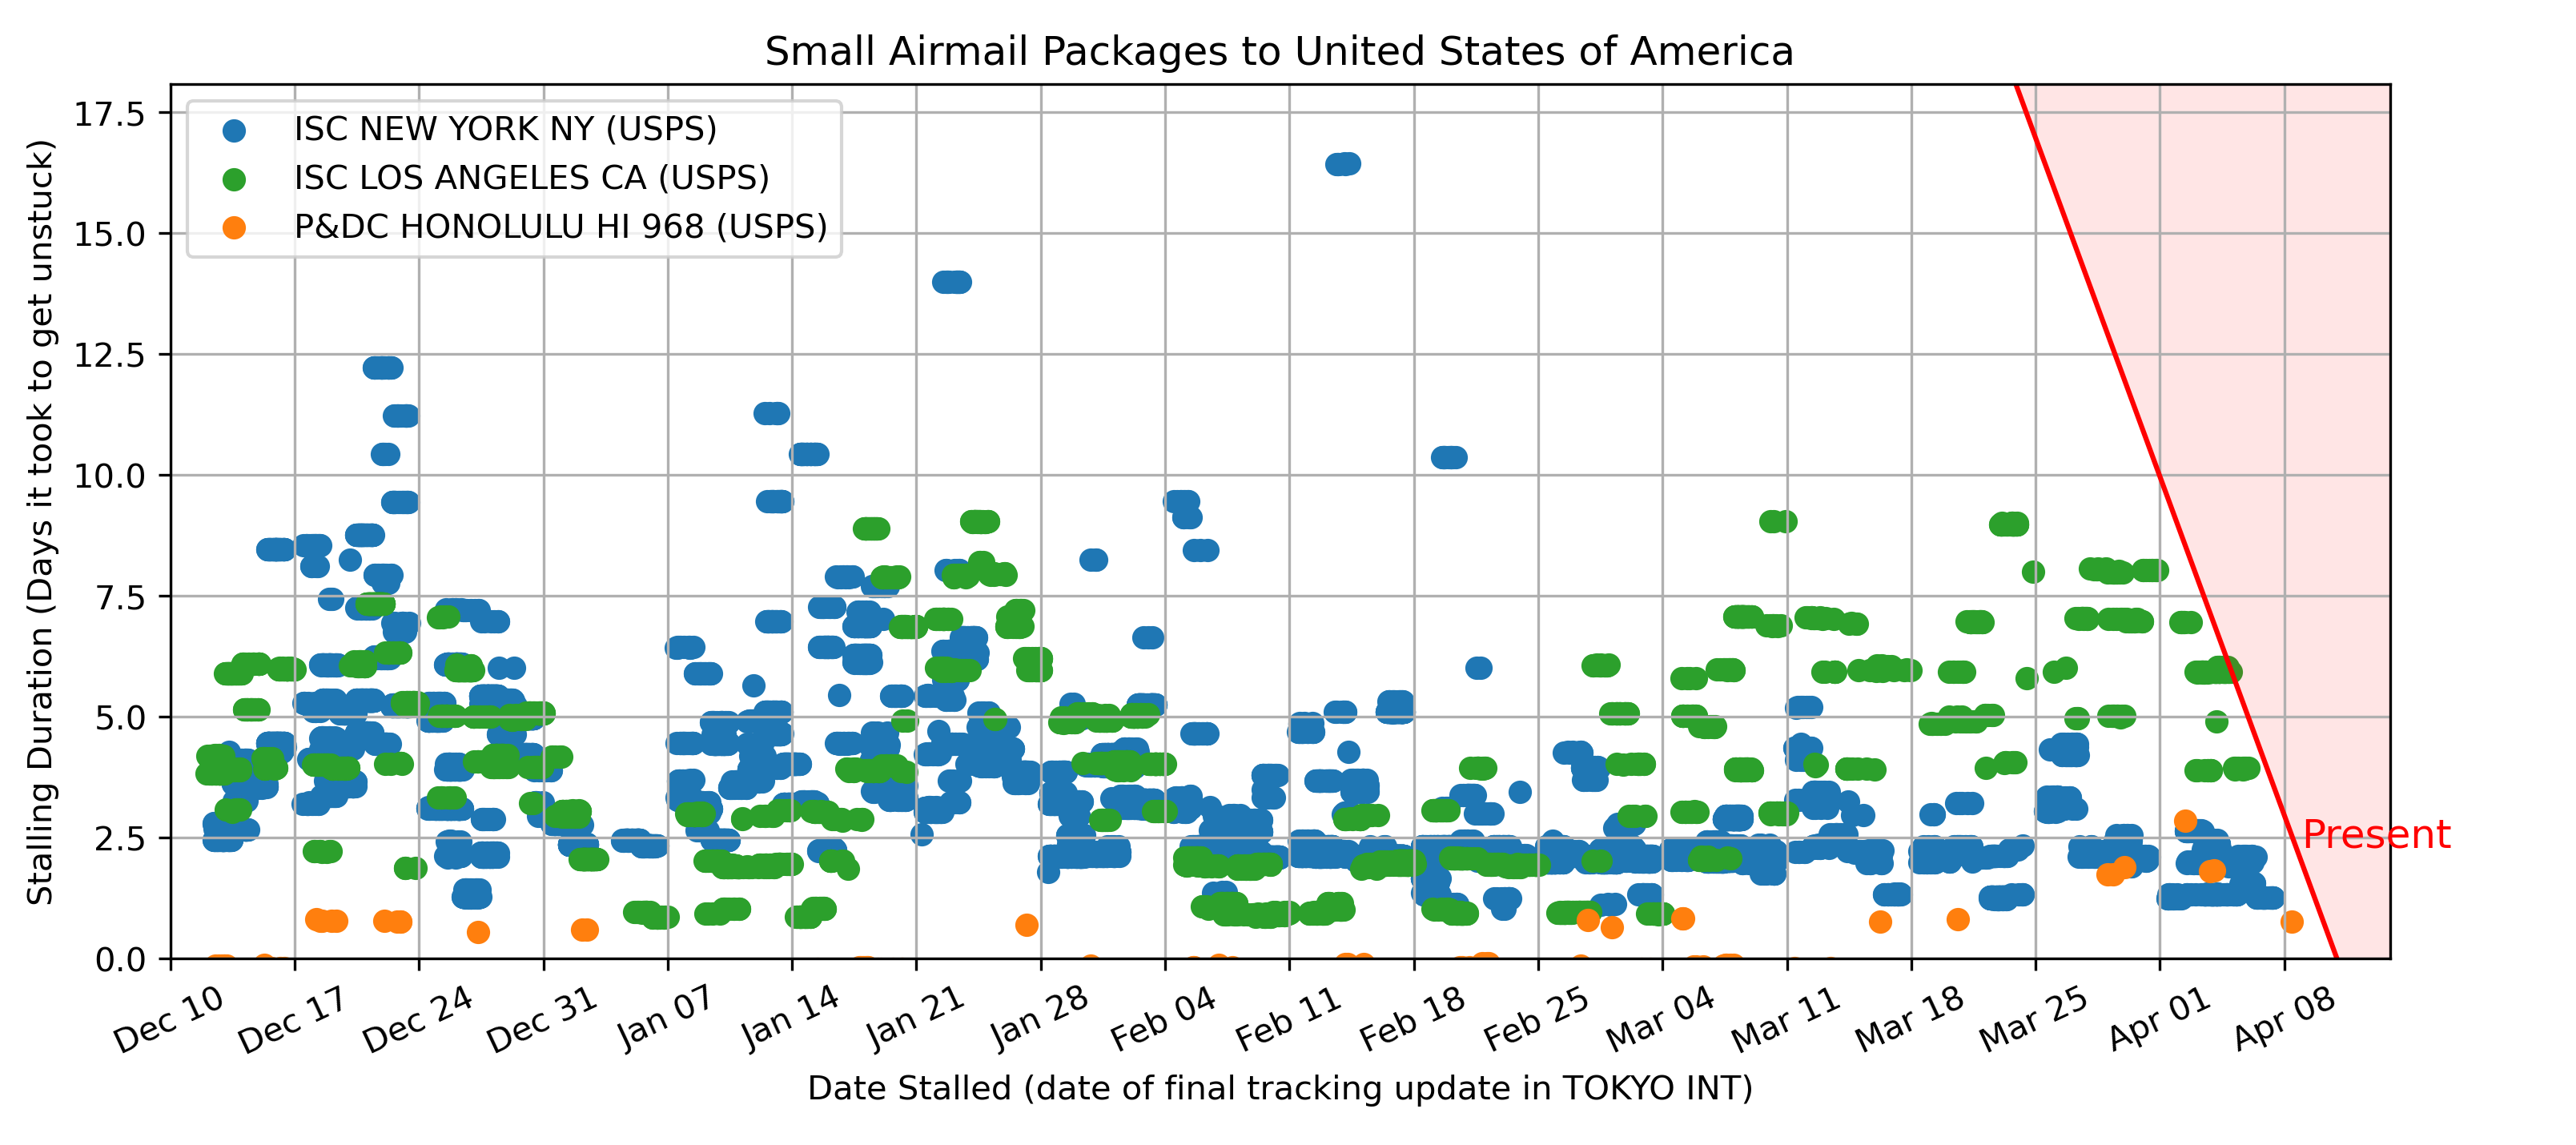 Small Airmail Packages to United States of America
ISC NEW YORK NY (USPS)
ISC LOS ANGELES CA (USPS)
P&DC HONOLULU HI 968 (USPS)
Stalling Duration (Days it took to get unstuck)
17.5
15.0
12.5
10.0
7.5
5.0
2.5
0.0
Present
Dec 10
Dec 17
Dec 24
Dec 31
Jan 07
Jan 14
Jan 21
Jan 28
Feb 04
Feb 11
Feb 18
Feb 25
Mar 04
Mar 11
Mar 18
Mar 25
Apr 01
Apr 08
Date Stalled (date of final tracking update in TOKYO INT)